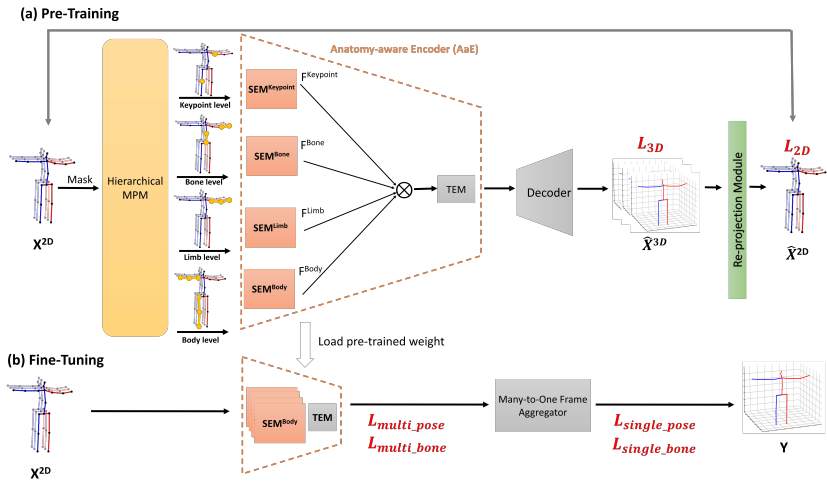 (a) Pre-Training
Anatomy-aware Encoder (AaE)
Mask
X2D
Hierarchical
MPM
Keypoint level
Bone level
Limb level
Body level
SEMKeypoint
FKeypoint
SEMBone
FBone
SEMLimb
FLimb
SEMBody
FBody
TEM
Decoder
L3D
X̂3D
Re-projection Module
L2D
X̂2D
Load pre-trained weight
(b) Fine-Tuning
X2D
SEMBody
TEM
Lmulti_pose
Lmulti_bone
Many-to-One Frame
Aggregator
Lsingle_pose
Lsingle_bone
Y